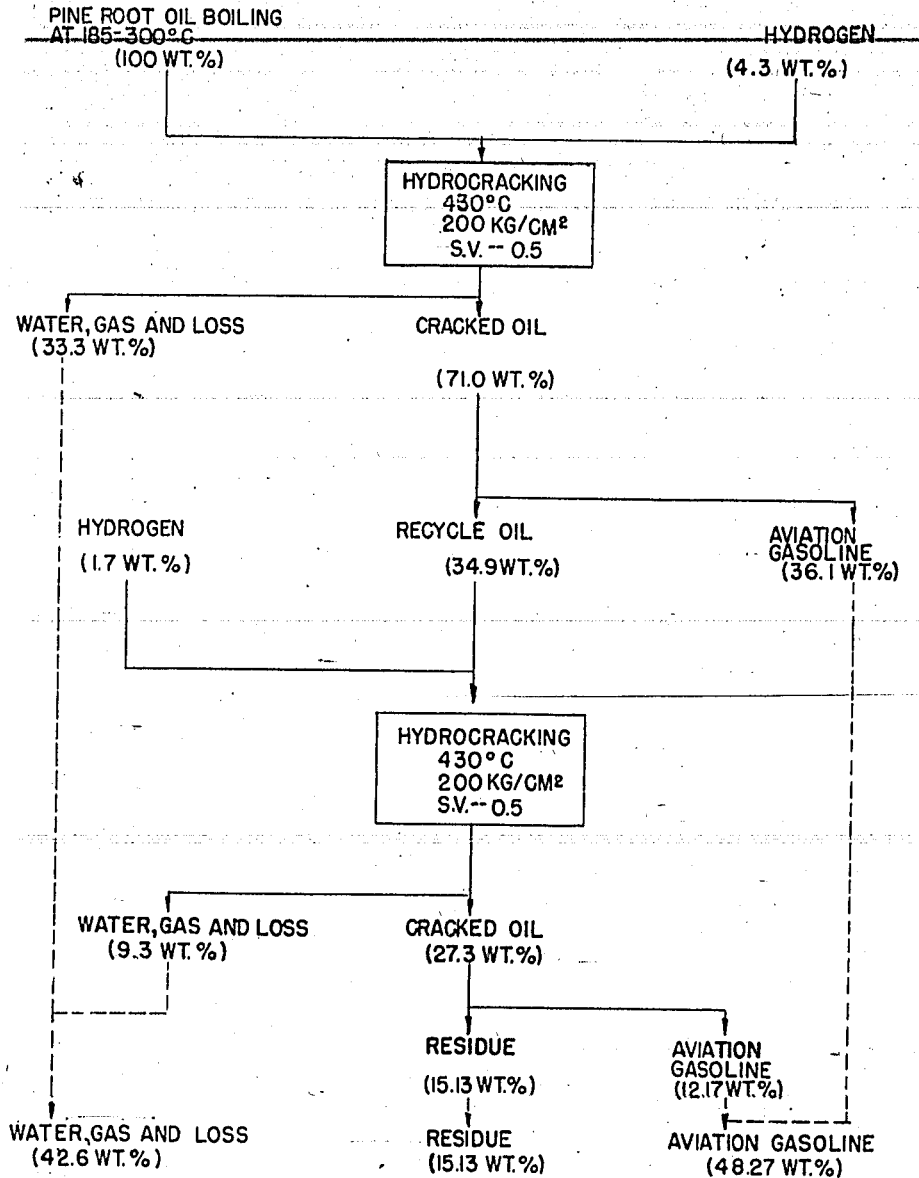 PINE ROOT OIL BOILING
AT 185-300°C
(100 WT.%)
HYDROGEN
(4.3 WT.%)
HYDROCRACKING
430°C
200 KG/CM²
S.V.-- 0.5
WATER,GAS AND LOSS
(33.3 WT.%)
CRACKED OIL
(71.0 WT.%)
HYDROGEN
(1.7 WT.%)
RECYCLE OIL
(34.9WT.%)
AVIATION
GASOLINE
(36.1 WT.%)
HYDROCRACKING
430°C
200 KG/CM²
S.V.-- 0.5
WATER,GAS AND LOSS
(9.3 WT.%)
CRACKED OIL
(27.3 WT.%)
RESIDUE
(15.13 WT.%)
AVIATION
GASOLINE
(12.17WT.%)
WATER,GAS AND LOSS
(42.6 WT.%)
RESIDUE
(15.13 WT.%)
AVIATION GASOLINE
(48.27 WT.%)